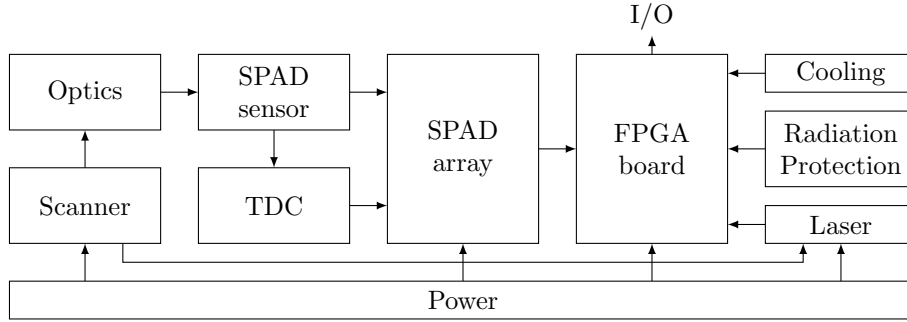 I/O
Optics
SPAD
sensor
SPAD
array
FPGA
board
Cooling
Radiation
Protection
Scanner
TDC
Laser
Power